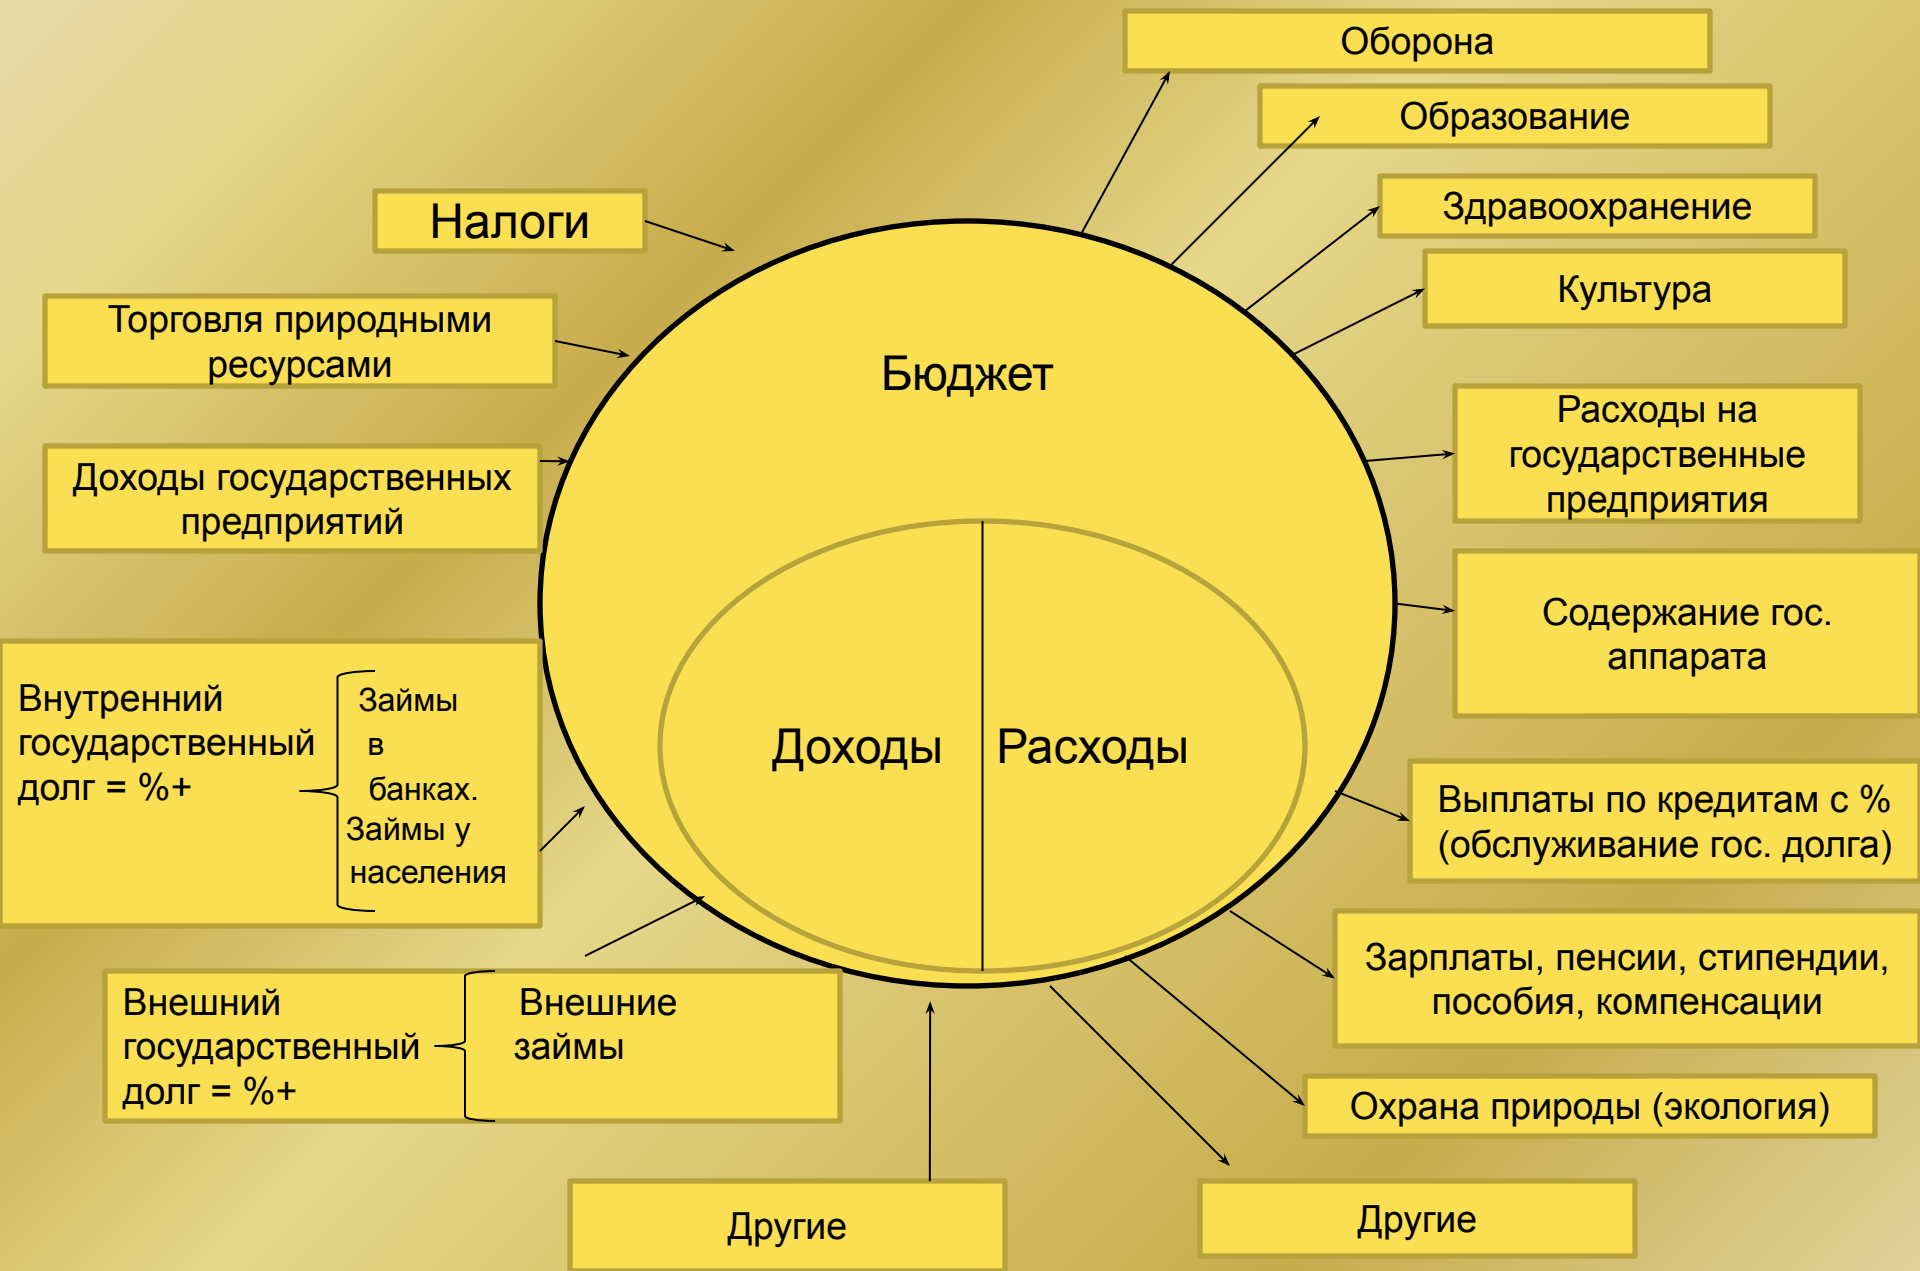 Оборона
Образование
Здравоохранение
Культура
Расходы на
государственные
предприятия
Содержание гос.
аппарата
Выплаты по кредитам с %
(обслуживание гос. долга)
Зарплаты, пенсии, стипендии,
пособия, компенсации
Охрана природы (экология)
Другие
Налоги
Торговля природными
ресурсами
Доходы государственных
предприятий
Внутренний
государственный
долг = %+
Займы
в
банках.
Займы у
населения
Внешний
государственный
долг = %+
Внешние
займы
Другие
Бюджет
Доходы
Расходы